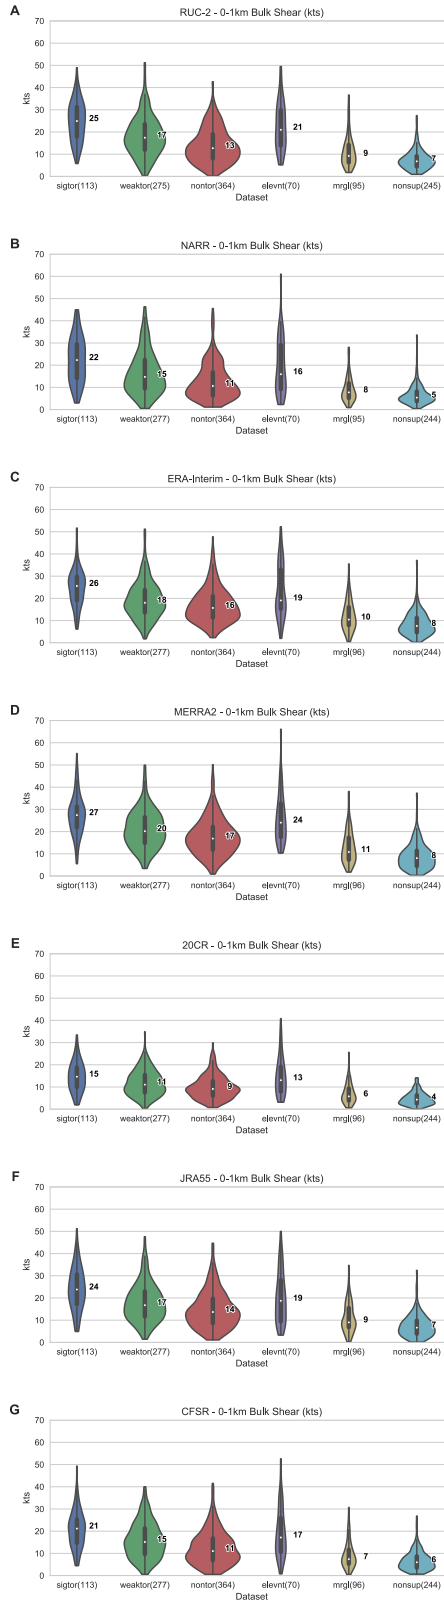 A
RUC-2 - 0-1km Bulk Shear (kts)
70
60
50
40
30
20
10
0
kts
25
17
13
21
9
7
sigtor(113) weaktor(275) nontor(364) elevnt(70) mrgl(95) nonsup(245)
Dataset
B
NARR - 0-1km Bulk Shear (kts)
70
60
50
40
30
20
10
0
kts
22
15
11
16
8
5
sigtor(113) weaktor(277) nontor(364) elevnt(70) mrgl(95) nonsup(244)
Dataset
C
ERA-Interim - 0-1km Bulk Shear (kts)
70
60
50
40
30
20
10
0
kts
26
18
16
19
10
8
sigtor(113) weaktor(277) nontor(364) elevnt(70) mrgl(96) nonsup(244)
Dataset
D
MERRA2 - 0-1km Bulk Shear (kts)
70
60
50
40
30
20
10
0
kts
27
20
17
24
11
8
sigtor(113) weaktor(277) nontor(364) elevnt(70) mrgl(96) nonsup(244)
Dataset
E
20CR - 0-1km Bulk Shear (kts)
70
60
50
40
30
20
10
0
kts
15
11
9
13
6
4
sigtor(113) weaktor(277) nontor(364) elevnt(70) mrgl(96) nonsup(244)
Dataset
F
JRA55 - 0-1km Bulk Shear (kts)
70
60
50
40
30
20
10
0
kts
24
17
14
19
9
7
sigtor(113) weaktor(277) nontor(364) elevnt(70) mrgl(96) nonsup(244)
Dataset
G
CFSR - 0-1km Bulk Shear (kts)
70
60
50
40
30
20
10
0
kts
21
15
11
17
7
6
sigtor(113) weaktor(277) nontor(364) elevnt(70) mrgl(96) nonsup(244)
Dataset